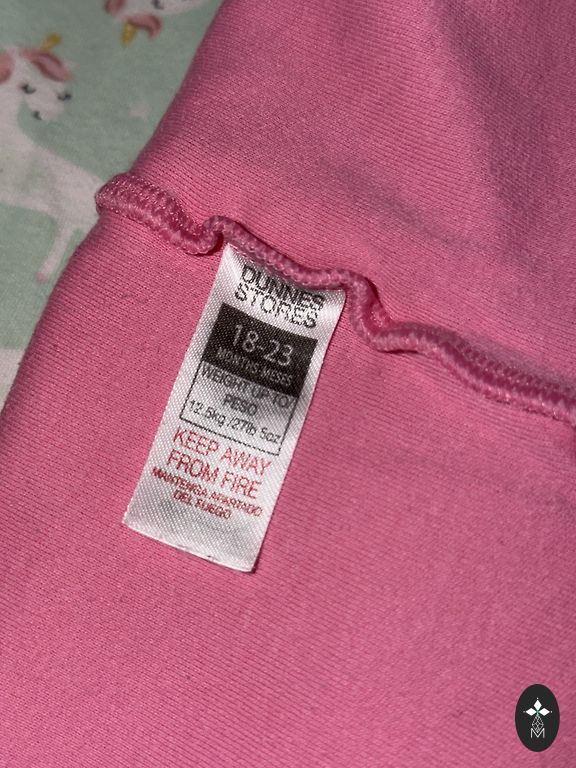 DUNNES
STORES
18-23
MONTHS MESES
WEIGHT UP TO
PESO
12.5kg /27lb 5oz
KEEP AWAY
FROM FIRE
MANTENGA APARTADO
DEL FUEGO
M